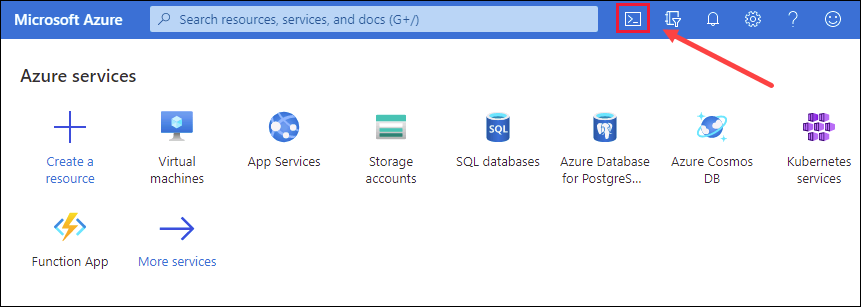 Microsoft Azure
Search resources, services, and docs (G+/)
Azure services
Create a
resource
Virtual
machines
App Services
Storage
accounts
SQL
SQL databases
Azure Database
for PostgreS...
Azure Cosmos
DB
Kubernetes
services
Function App
More services